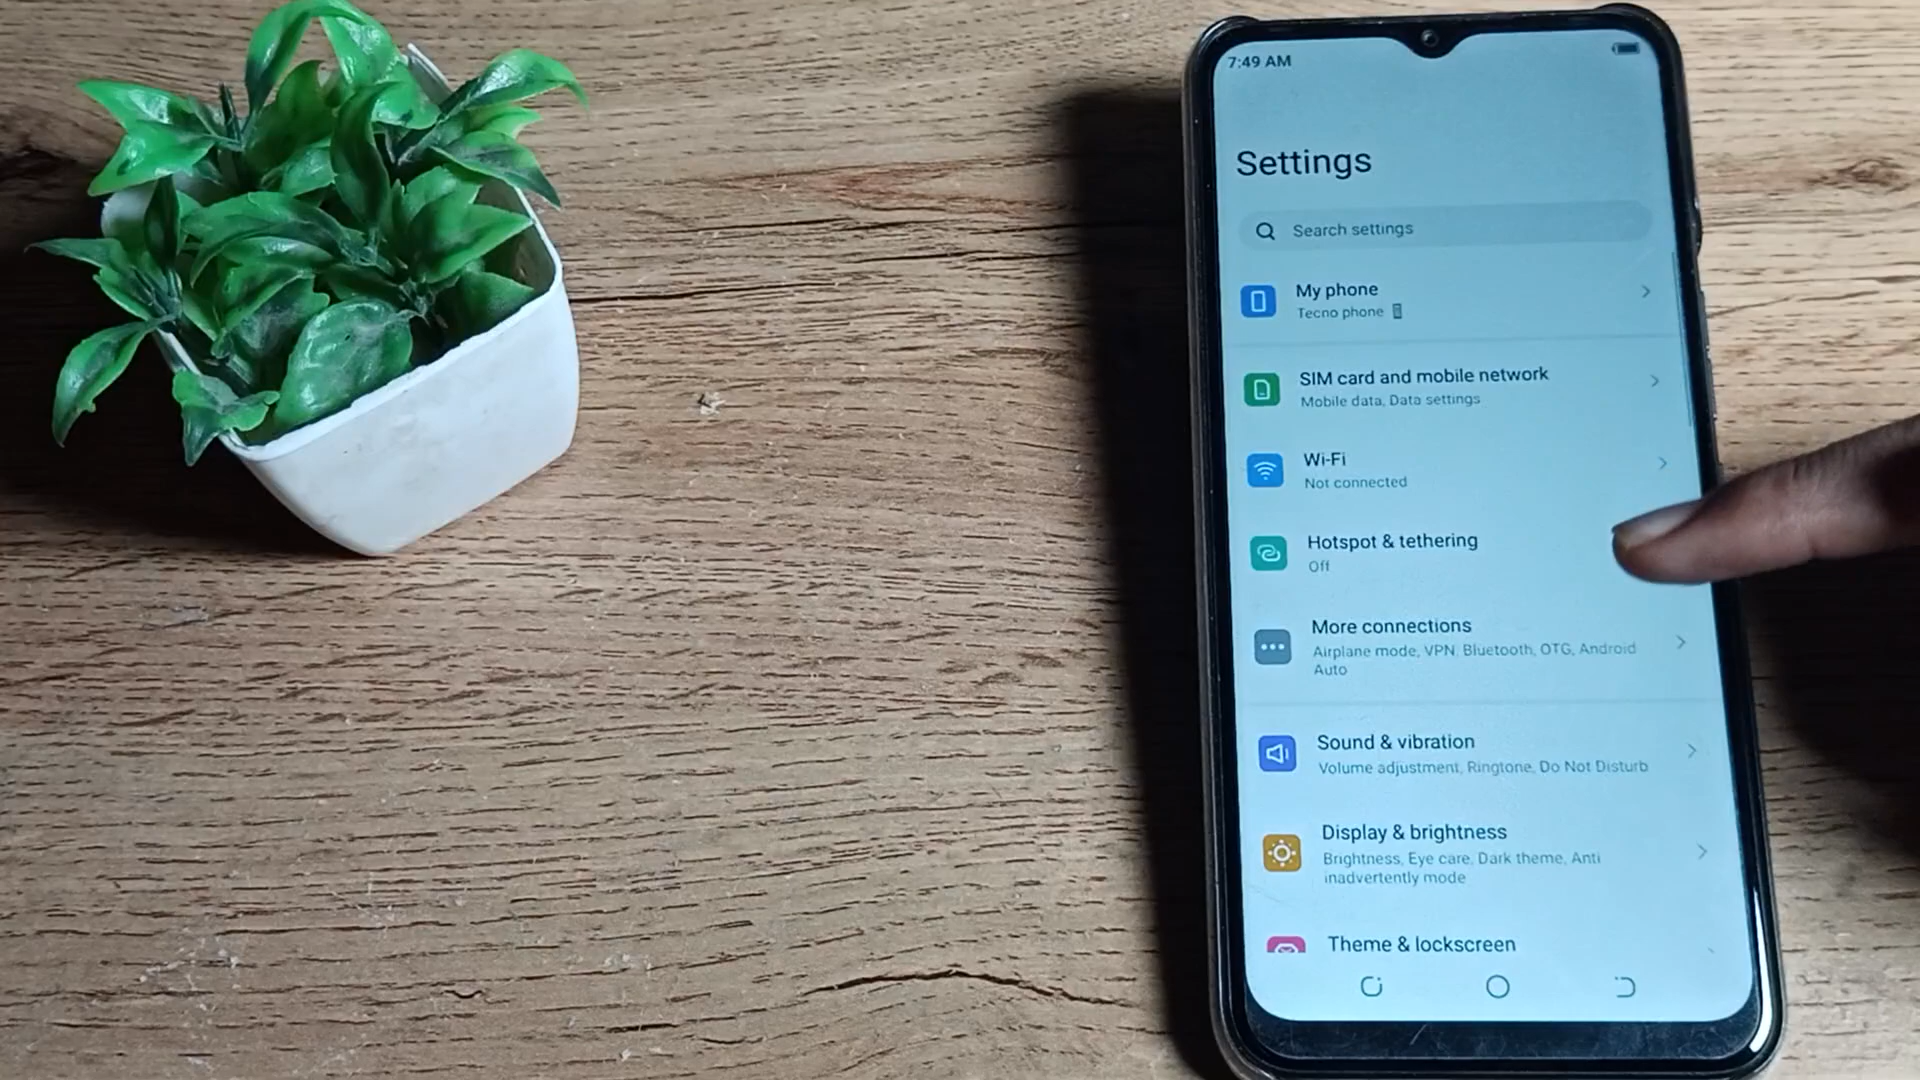 7:49 AM
Settings
Search settings
My phone
Tecno phone
SIM card and mobile network
Mobile data, Data settings
Wi-Fi
Not connected
Hotspot & tethering
Off
More connections
Airplane mode, VPN, Bluetooth, OTG, Android
Auto
Sound & vibration
Volume adjustment, Ringtone, Do Not Disturb
Display & brightness
Brightness, Eye care, Dark theme, Anti
inadvertently mode
Theme & lockscreen